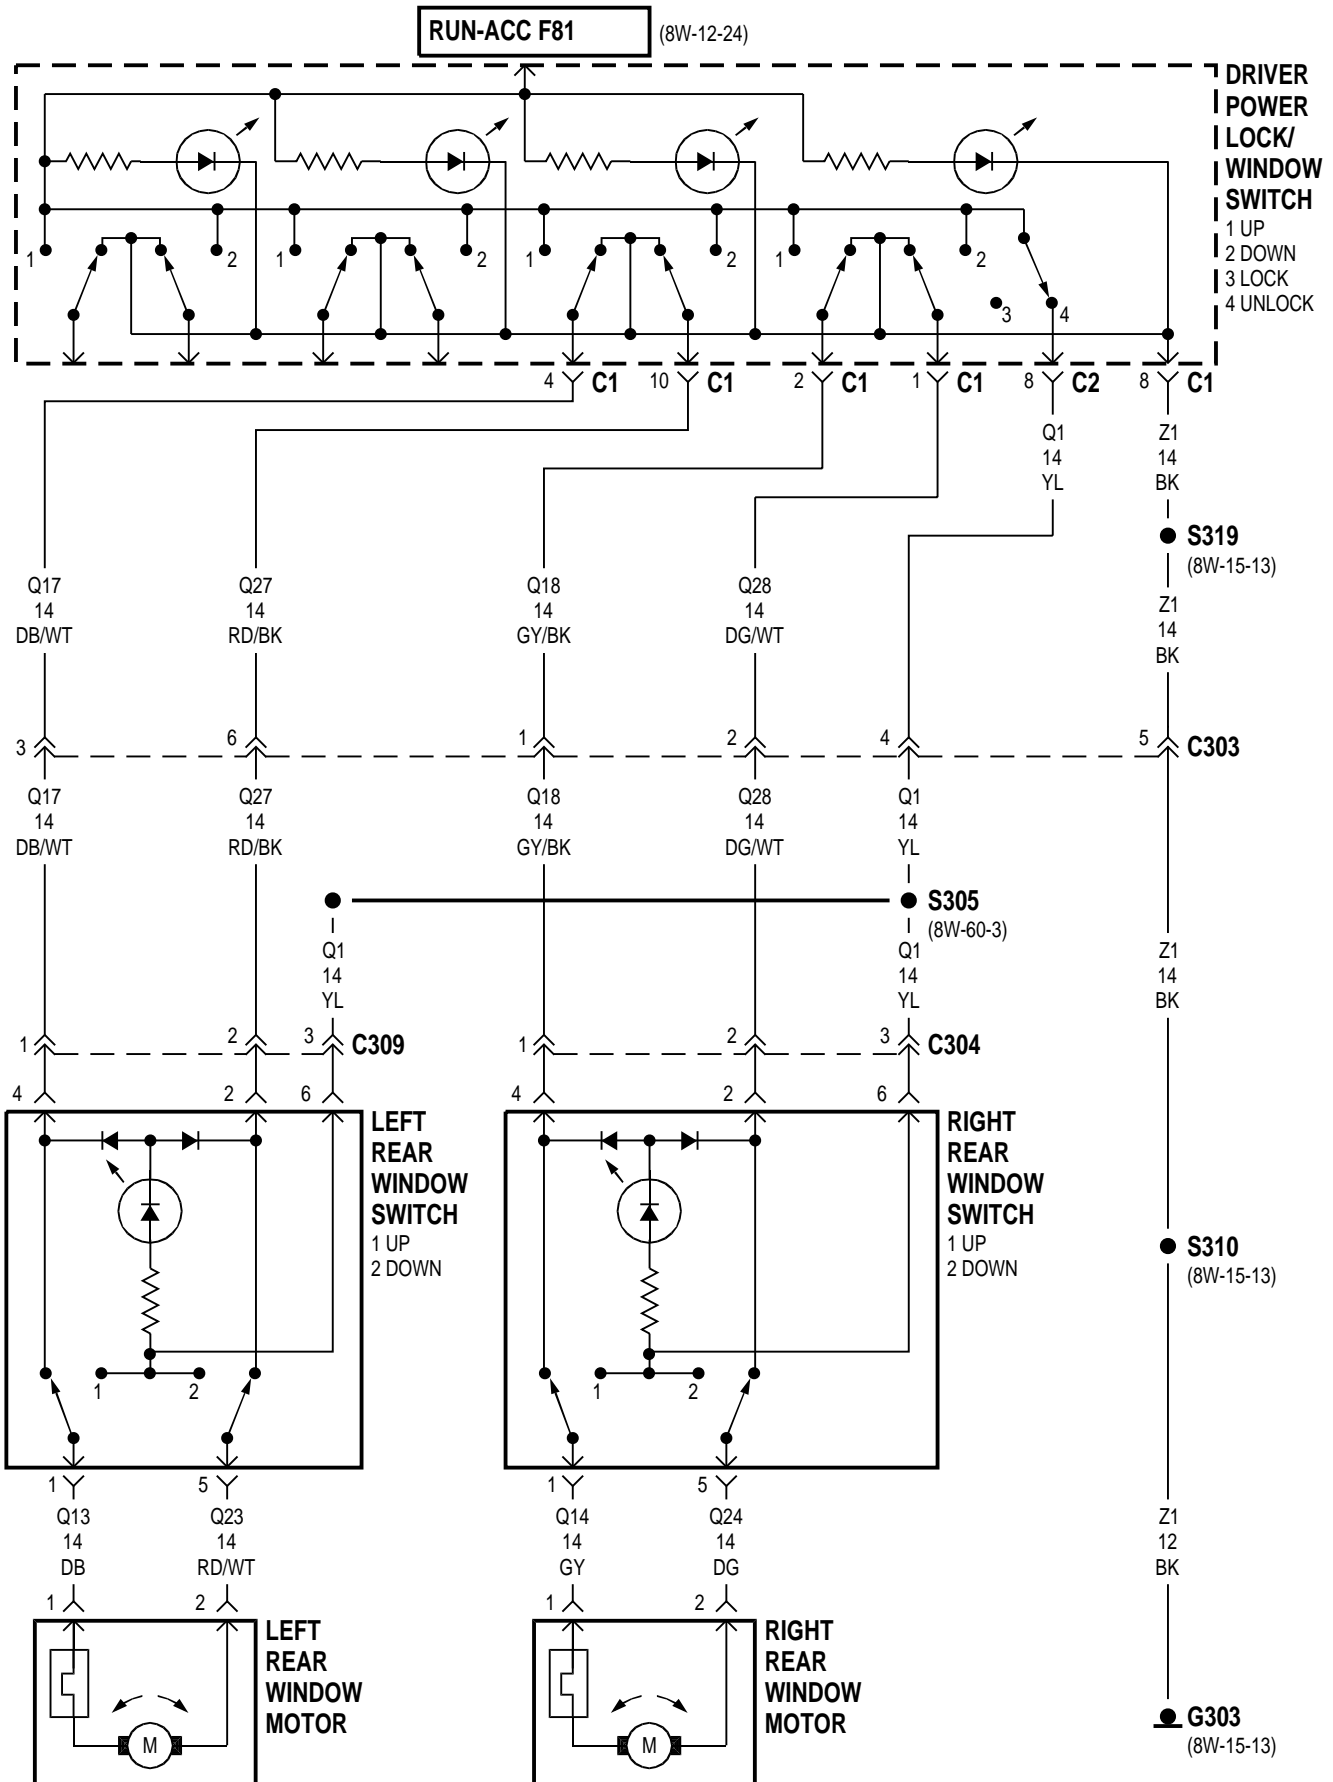 RUN-ACC F81 (8W-12-24)
DRIVER
POWER
LOCK/
WINDOW
SWITCH
1 UP
2 DOWN
3 LOCK
4 UNLOCK
1 2 1 2 1 2 1 2
3 4
4 C1 10 C1 2 C1 1 C1 8 C2 8 C1
Q1 Z1
14 14
YL BK
S319
(8W-15-13)
Q17 Q27 Q18 Q28 Z1
14 14 14 14 14
DB/WT RD/BK GY/BK DG/WT BK
3 6 1 2 4 5 C303
Q17 Q27 Q18 Q28 Q1
14 14 14 14 14
DB/WT RD/BK GY/BK DG/WT YL
S305
(8W-60-3)
Q1 Q1 Z1
14 14 14
YL YL BK
1 2 3 C309 1 2 3 C304
4 2 6 4 2 6
LEFT
REAR
WINDOW
SWITCH
1 UP
2 DOWN
RIGHT
REAR
WINDOW
SWITCH
1 UP
2 DOWN
S310
(8W-15-13)
1 2 1 2
1 5 1 5
Q13 Q23 Q14 Q24 Z1
14 14 14 14 12
DB RD/WT GY DG BK
1 2 1 2
LEFT
REAR
WINDOW
MOTOR
RIGHT
REAR
WINDOW
MOTOR
M M
G303
(8W-15-13)